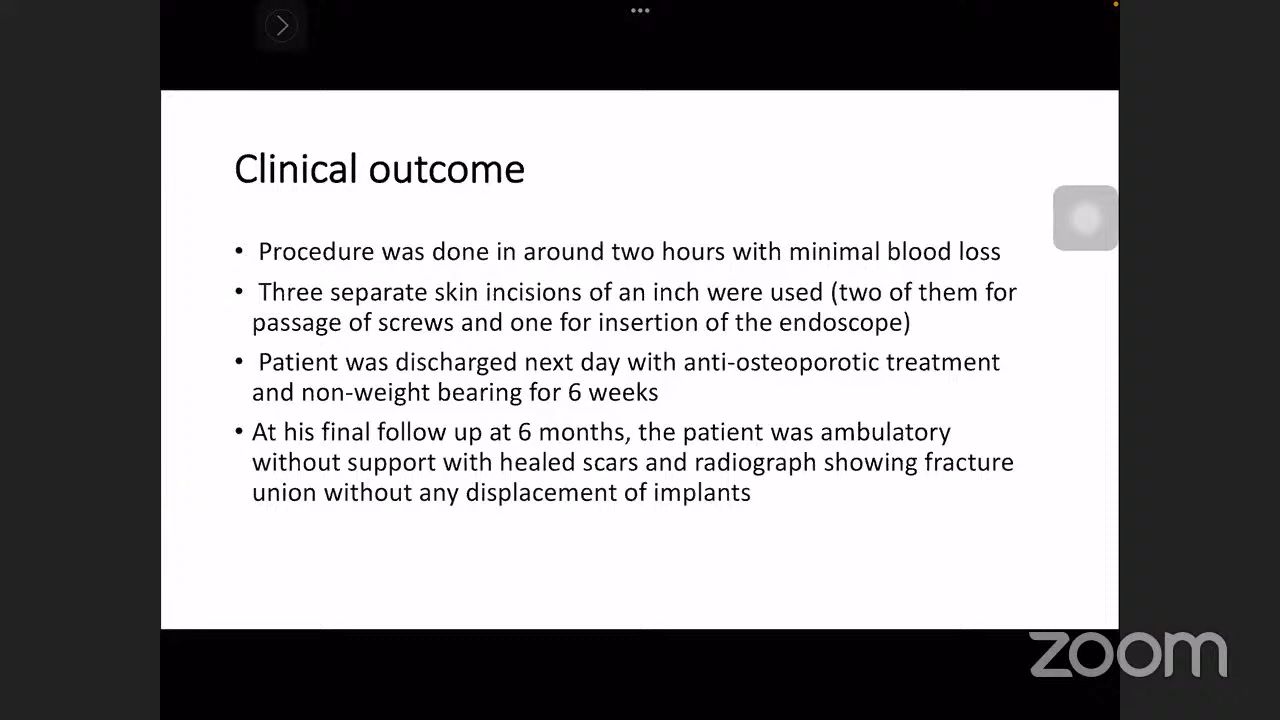 Clinical outcome
• Procedure was done in around two hours with minimal blood loss
• Three separate skin incisions of an inch were used (two of them for
passage of screws and one for insertion of the endoscope)
• Patient was discharged next day with anti-osteoporotic treatment
and non-weight bearing for 6 weeks
• At his final follow up at 6 months, the patient was ambulatory
without support with healed scars and radiograph showing fracture
union without any displacement of implants
zoom